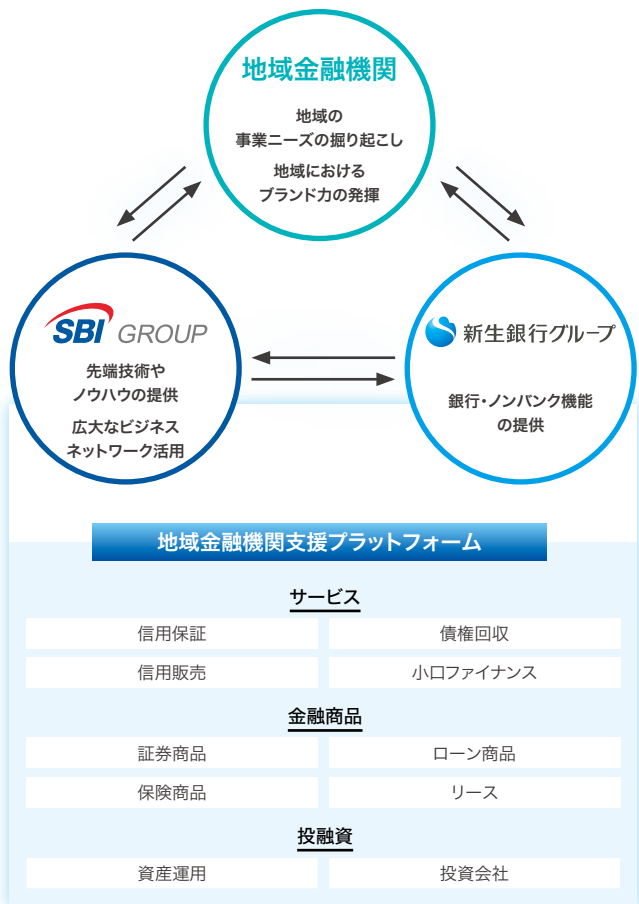 地域金融機関
地域の
事業ニーズの掘り起こし
地域における
ブランド力の発揮
SBI GROUP
先端技術や
ノウハウの提供
広大なビジネス
ネットワーク活用
新生銀行グループ
銀行・ノンバンク機能
の提供
地域金融機関支援プラットフォーム
サービス
信用保証
債権回収
信用販売
小口ファイナンス
金融商品
証券商品
ローン商品
保険商品
リース
投融資
資産運用
投資会社